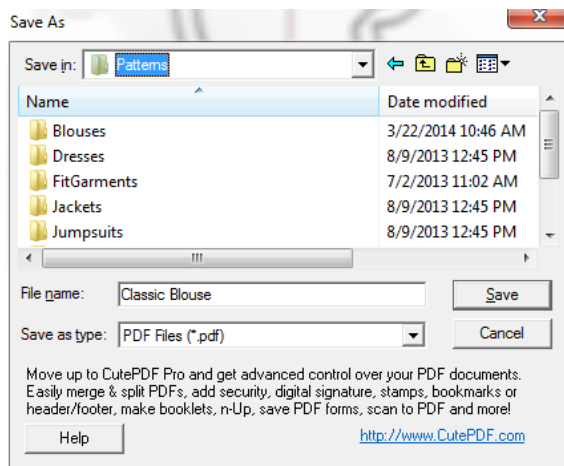 Save As
Save in: Patterns
Name Date modified
Blouses 3/22/2014 10:46 AM
Dresses 8/9/2013 12:45 PM
FitGarments 7/2/2013 11:02 AM
Jackets 8/9/2013 12:45 PM
Jumpsuits 8/9/2013 12:45 PM
File name: Classic Blouse Save
Save as type: PDF Files (*.pdf) Cancel
Move up to CutePDF Pro and get advanced control over your PDF documents.
Easily merge & split PDFs, add security, digital signature, stamps, bookmarks or
header/footer, make booklets, n-Up, save PDF forms, scan to PDF and more!
Help http://www.CutePDF.com